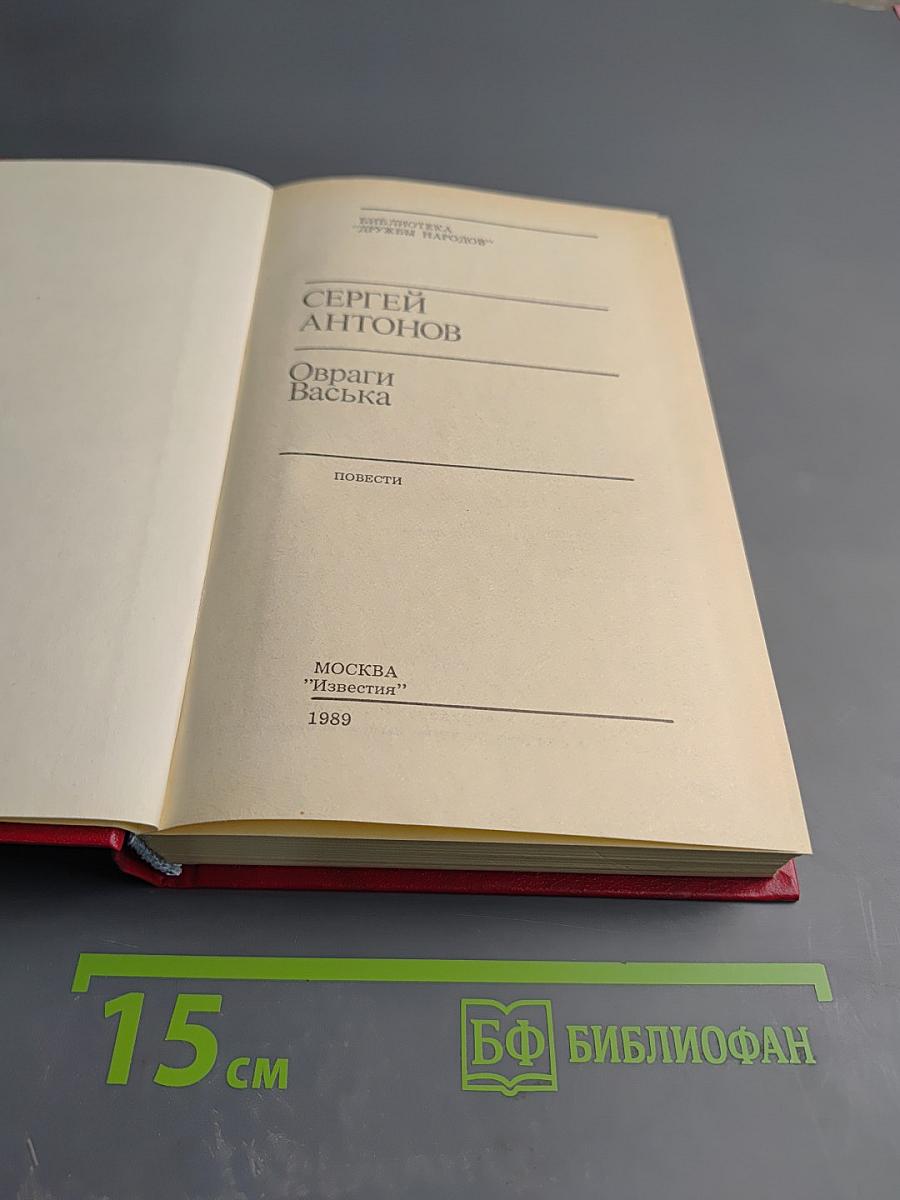 БИБЛИОТЕКА
"ДРУЖБЫ НАРОДОВ"
СЕРГЕЙ
АНТОНОВ
Овраги
Васька
ПОВЕСТИ
МОСКВА
"Известия"
1989
15 см
БФ БИБЛИОФАН